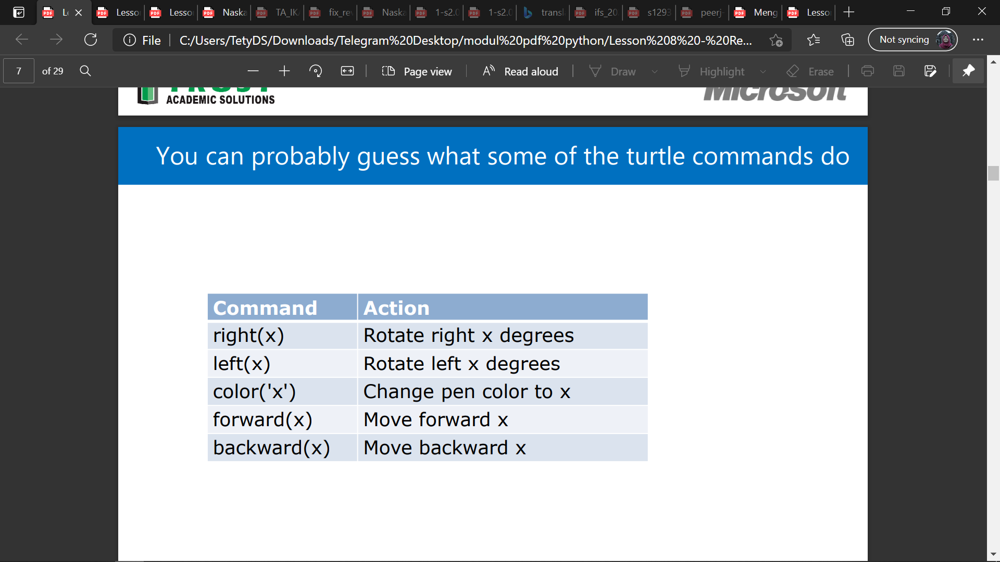 Le
Lesso
Lesso
Naska
TA_IK
fix_rev
Naska
1-s2.0
1-s2.0
transl
ifs_20
s1293
peerj-
Meng
Lesso
File
C:/Users/TetyDS/Downloads/Telegram%20Desktop/modul%20pdf%20python/Lesson%208%20-%20Re...
Not syncing
7 of 29
Page view
Read aloud
Draw
Highlight
Erase
TRUST
ACADEMIC SOLUTIONS
Microsoft
You can probably guess what some of the turtle commands do
Command Action
right(x) Rotate right x degrees
left(x) Rotate left x degrees
color('x') Change pen color to x
forward(x) Move forward x
backward(x) Move backward x